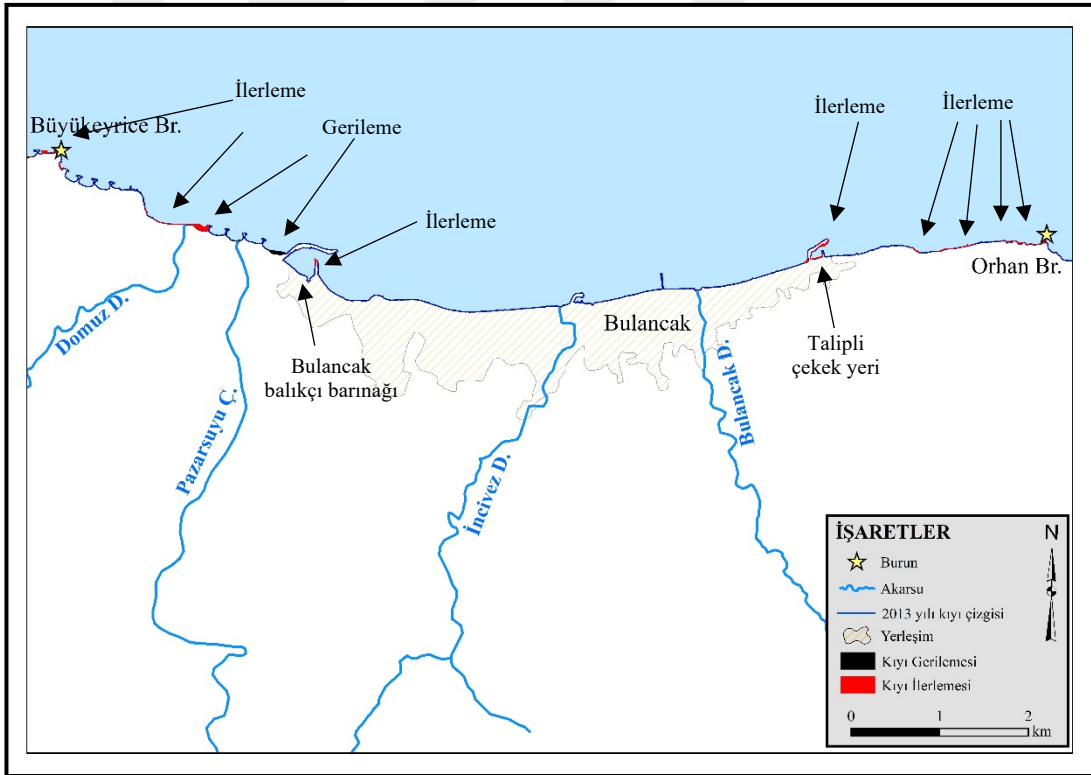 İlerleme
Büyükeyrice Br.
Gerileme
İlerleme
İlerleme
İlerleme
Orhan Br.
Domuz D.
Pazarsuyu Ç.
Bulancak
balıkçı barınağı
İncivez D.
Bulancak
Bulancak D.
Talipli
çekek yeri
İŞARETLER
N
Burun
Akarsu
2013 yılı kıyı çizgisi
Yerleşim
Kıyı Gerilemesi
Kıyı İlerlemesi
0 1 2
km